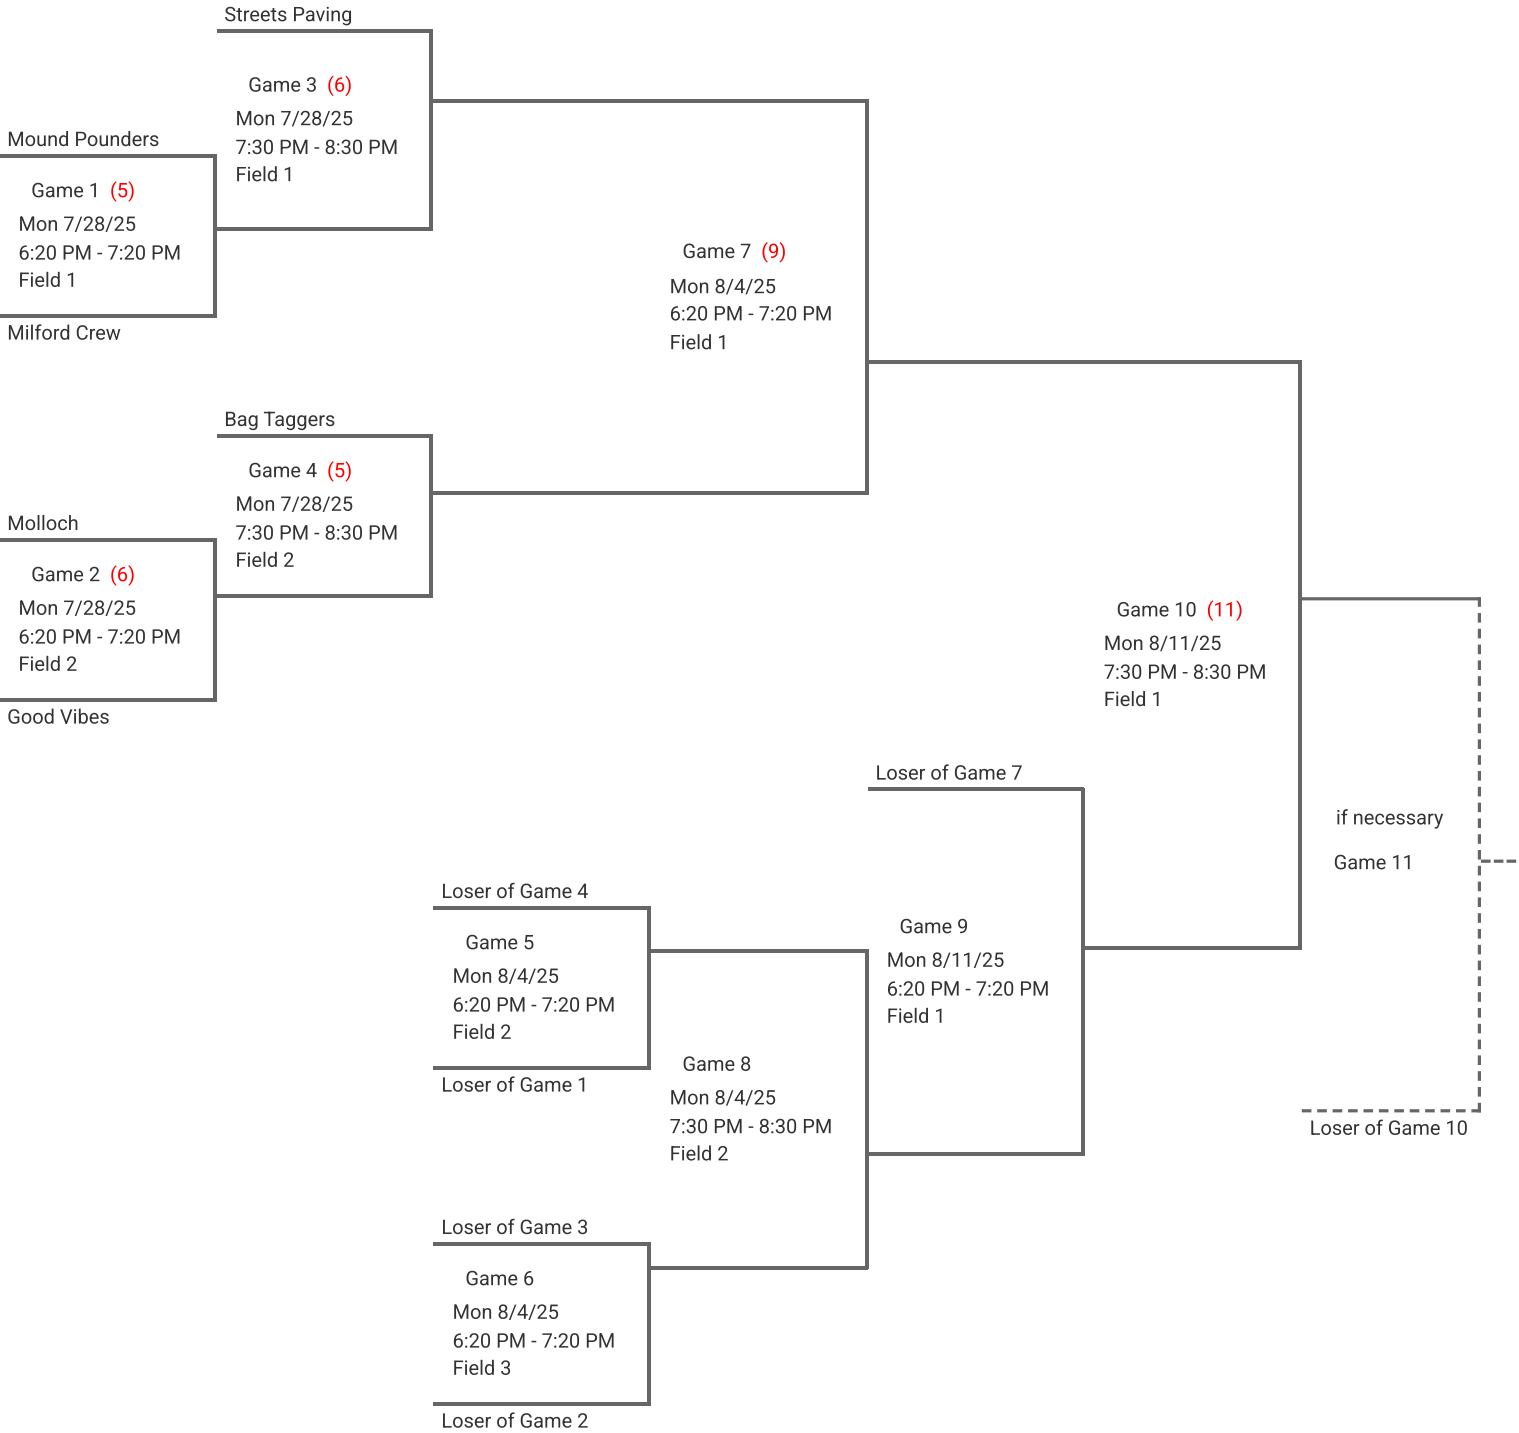 Streets Paving
Game 3 (6)
Mon 7/28/25
7:30 PM - 8:30 PM
Field 1
Mound Pounders
Game 1 (5)
Mon 7/28/25
6:20 PM - 7:20 PM
Field 1
Milford Crew
Game 7 (9)
Mon 8/4/25
6:20 PM - 7:20 PM
Field 1
Bag Taggers
Game 4 (5)
Mon 7/28/25
7:30 PM - 8:30 PM
Field 2
Molloch
Game 2 (6)
Mon 7/28/25
6:20 PM - 7:20 PM
Field 2
Good Vibes
Game 10 (11)
Mon 8/11/25
7:30 PM - 8:30 PM
Field 1
Loser of Game 7
if necessary
Game 11
Loser of Game 4
Game 5
Mon 8/4/25
6:20 PM - 7:20 PM
Field 2
Loser of Game 1
Game 9
Mon 8/11/25
6:20 PM - 7:20 PM
Field 1
Game 8
Mon 8/4/25
7:30 PM - 8:30 PM
Field 2
Loser of Game 10
Loser of Game 3
Game 6
Mon 8/4/25
6:20 PM - 7:20 PM
Field 3
Loser of Game 2